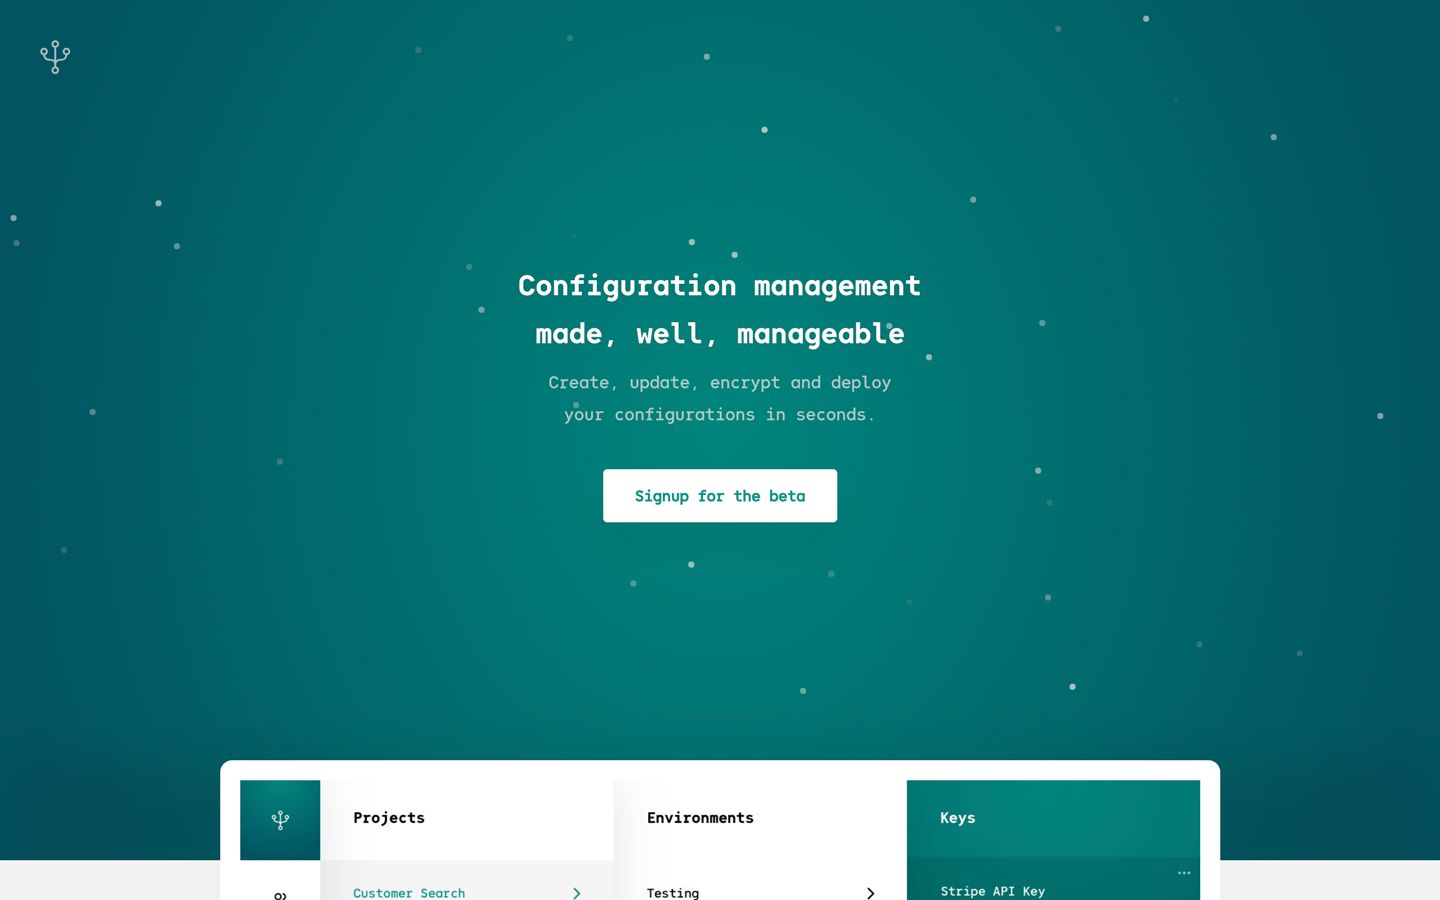 Configuration management
made, well, manageable
Create, update, encrypt and deploy
your configurations in seconds.
Signup for the beta
Projects
Environments
Keys
Customer Search
Testing
Stripe API Key